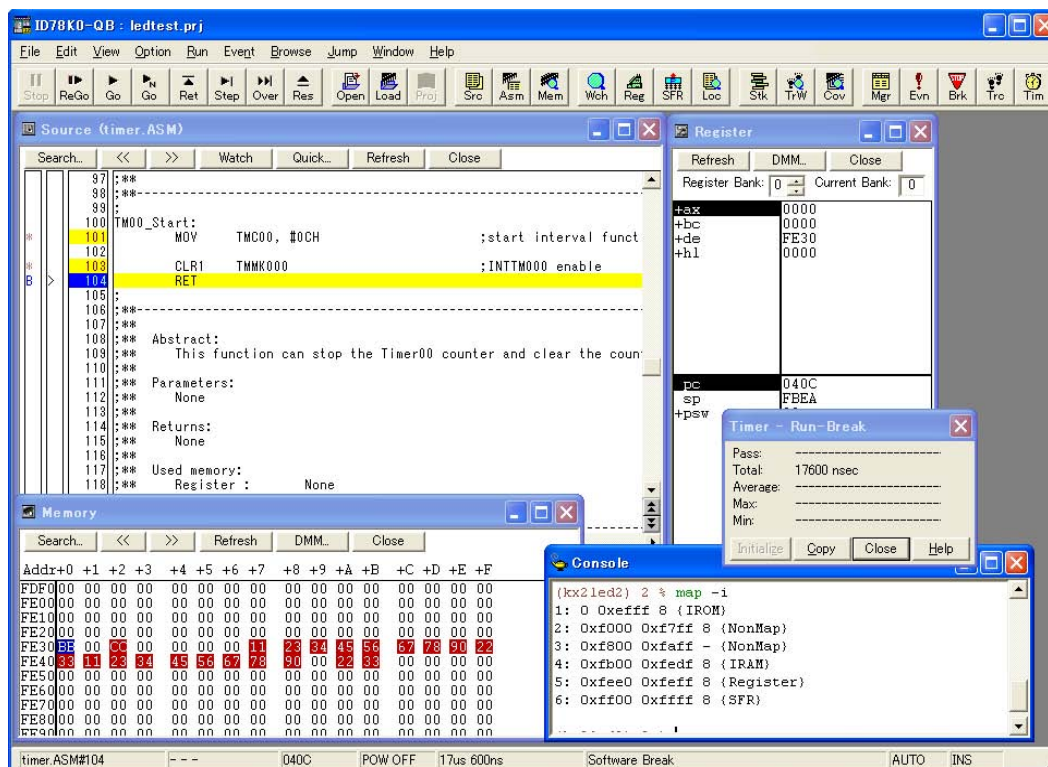 ID78K0-QB : ledtest.prj
File Edit View Option Run Event Browse Jump Window Help
Stop ReGo Go Go Ret Step Over Res Open Load Proj Src Asm Mem Wch Reg SFR Loc Stk TrW Cov Mgr Evn Brk Trc Tim
Source (timer.ASM)
Search... << >> Watch Quick... Refresh Close
97 ;**
98 ;**------------------------------------------------------------
99 ;
100 TM00_Start:
* 101 MOV TMC00, #0CH ;start interval funct
102
* 103 CLR1 TMMK000 ;INTTM000 enable
B > 104 RET
105 ;
106 ;**------------------------------------------------------------
107 ;**
108 ;** Abstract:
109 ;** This function can stop the Timer00 counter and clear the coun
110 ;**
111 ;** Parameters:
112 ;** None
113 ;**
114 ;** Returns:
115 ;** None
116 ;**
117 ;** Used memory:
118 ;** Register : None
Register
Refresh DMM... Close
Register Bank: 0 Current Bank: 0
+ax 0000
+bc 0000
+de FE30
+hl 0000
pc 040C
sp FBEA
+psw
Timer - Run-Break
Pass: ------------------------
Total: 17600 nsec
Average: ------------------------
Max: ------------------------
Min: ------------------------
Initialize Copy Close Help
Memory
Search... << >> Refresh DMM... Close
Addr +0 +1 +2 +3 +4 +5 +6 +7 +8 +9 +A +B +C +D +E +F
FDF0 00 00 00 00 00 00 00 00 00 00 00 00 00 00 00 00
FE00 00 00 00 00 00 00 00 00 00 00 00 00 00 00 00 00
FE10 00 00 00 00 00 00 00 00 00 00 00 00 00 00 00 00
FE20 00 00 00 00 00 00 00 00 00 00 00 00 00 00 00 00
FE30 BB 00 CC 00 00 00 00 11 23 34 45 56 67 78 90 22
FE40 33 11 23 34 45 56 67 78 90 00 22 33 00 00 00 00
FE50 00 00 00 00 00 00 00 00 00 00 00 00 00 00 00 00
FE60 00 00 00 00 00 00 00 00 00 00 00 00 00 00 00 00
FE70 00 00 00 00 00 00 00 00 00 00 00 00 00 00 00 00
FE80 00 00 00 00 00 00 00 00 00 00 00 00 00 00 00 00
FE90 00 00 00 00 00 00 00 00 00 00 00 00 00 00 00 00
Console
(kx2led2) 2 % map -i
1: 0 0xefff 8 {IROM}
2: 0xf000 0xf7ff 8 {NonMap}
3: 0xf800 0xfaff - {NonMap}
4: 0xfb00 0xfedf 8 {IRAM}
5: 0xfee0 0xfeff 8 {Register}
6: 0xff00 0xffff 8 {SFR}
timer.ASM#104 --- 040C POW OFF 17us 600ns Software Break AUTO INS